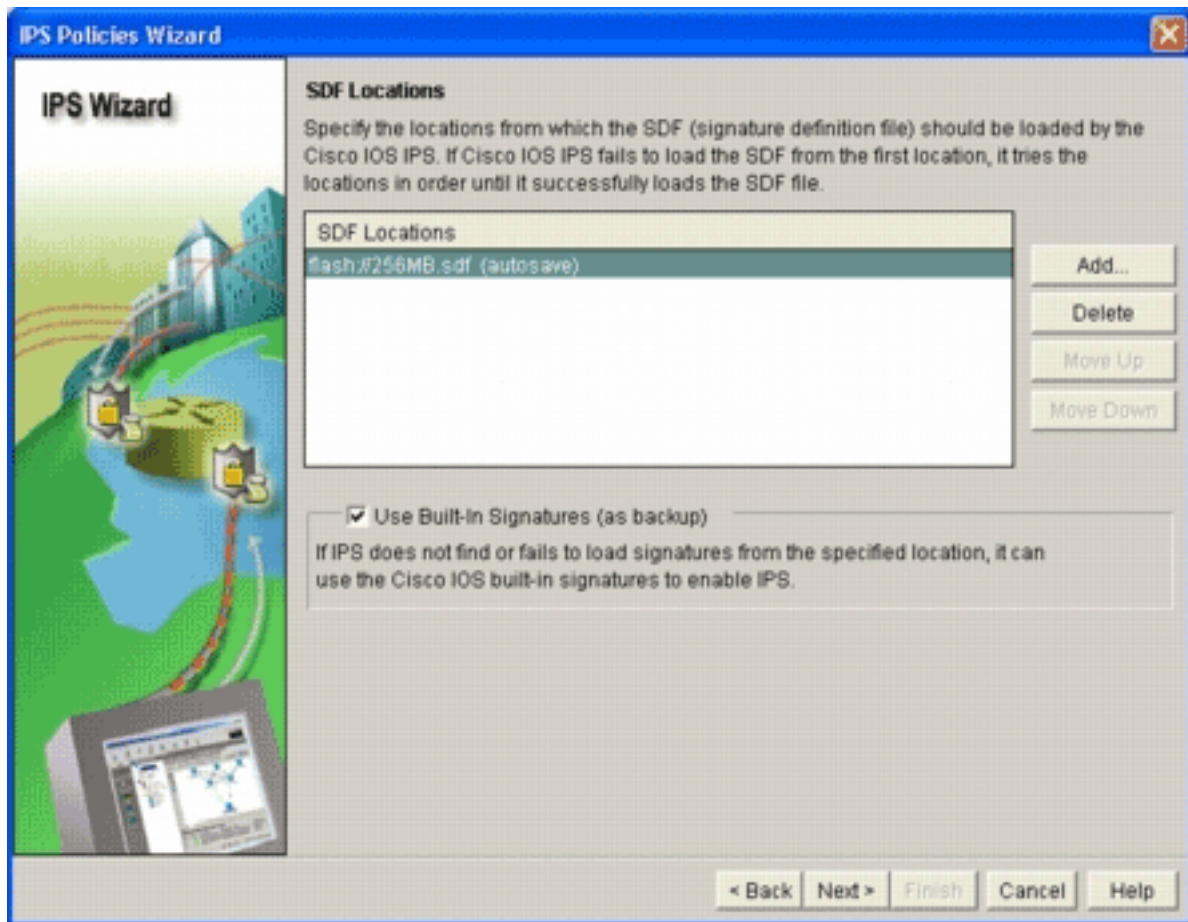 IPS Policies Wizard
IPS Wizard
SDF Locations
Specify the locations from which the SDF (signature definition file) should be loaded by the
Cisco IOS IPS. If Cisco IOS IPS fails to load the SDF from the first location, it tries the
locations in order until it successfully loads the SDF file.
SDF Locations
flash://256MB.sdf (autosave)
Add...
Delete
Move Up
Move Down
Use Built-In Signatures (as backup)
If IPS does not find or fails to load signatures from the specified location, it can
use the Cisco IOS built-in signatures to enable IPS.
< Back
Next >
Finish
Cancel
Help